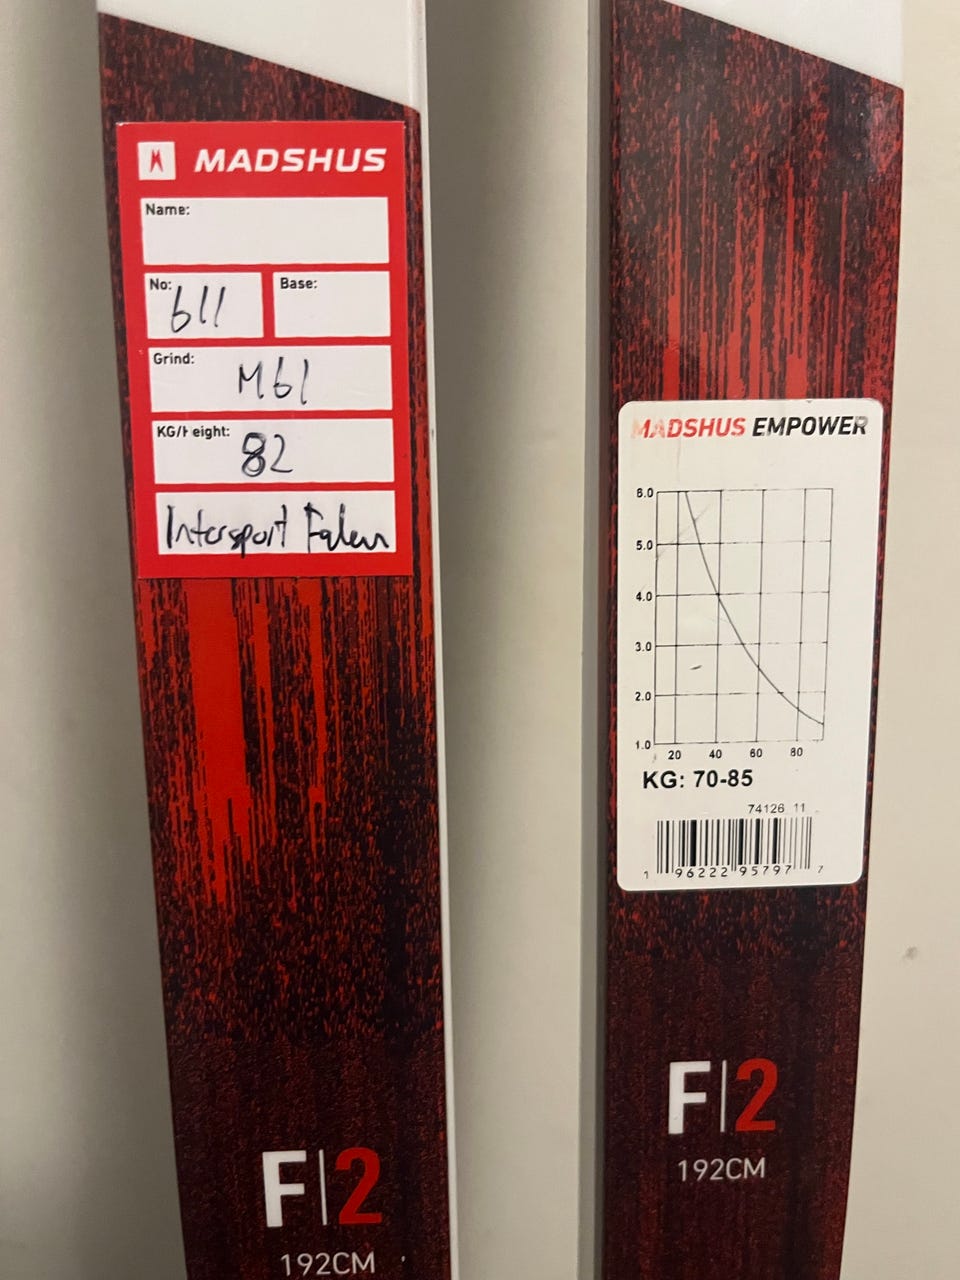 MADSHUS
Name:
No: 611
Base:
Grind: M61
KG/Height: 82
Intersport Falun
F|2
192CM
MADSHUS EMPOWER
6.0
5.0
4.0
3.0
2.0
1.0
20 40 60 80
KG: 70-85
74126 11
1 96222 95797 7
F|2
192CM